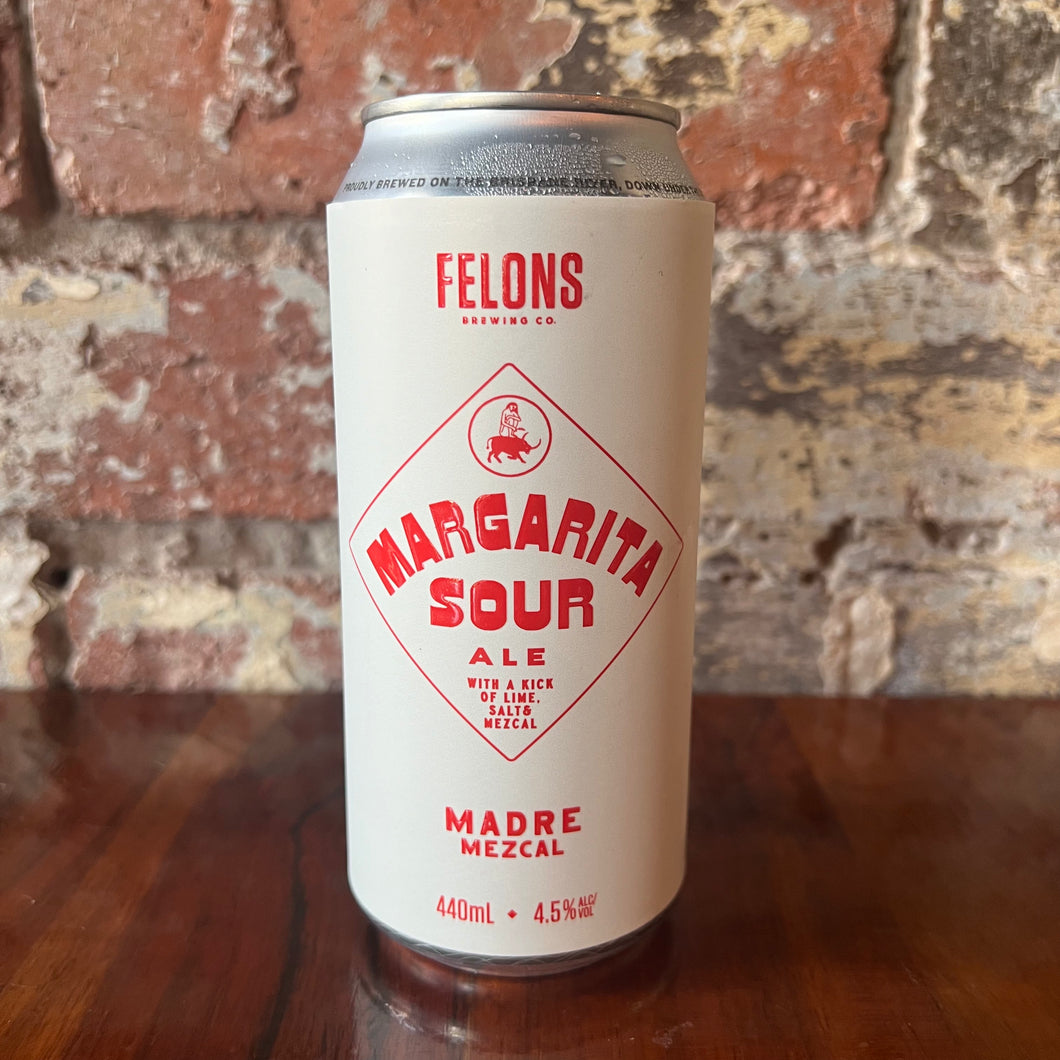 PROUDLY BREWED ON THE BRISBANE RIVER, DOWN UNDER
FELONS
BREWING CO.
MARGARITA
SOUR
ALE
WITH A KICK
OF LIME,
SALT&
MEZCAL
MADRE
MEZCAL
440mL • 4.5% ALC/
VOL